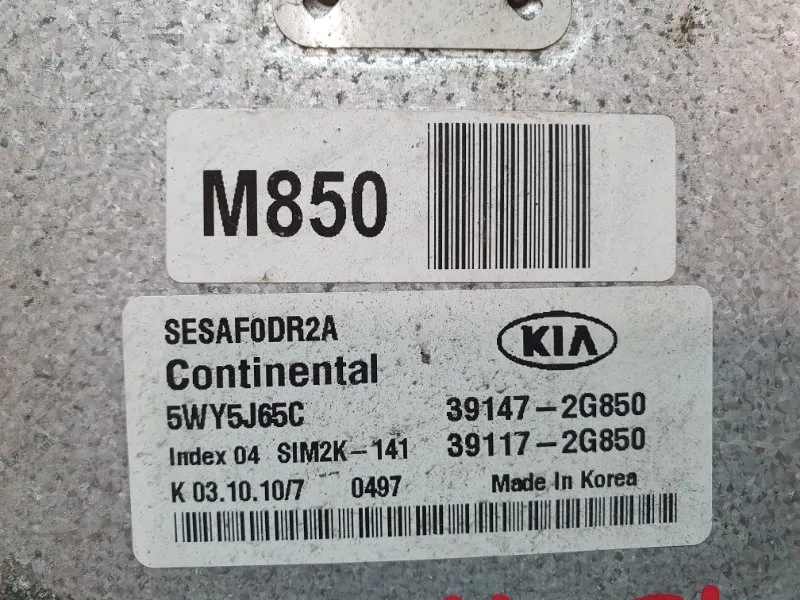 M850
SESAF0DR2A
KIA
Continental
5WY5J65C 39147-2G850
Index 04 SIM2K-141 39117-2G850
K 03.10.10/7 0497 Made In Korea